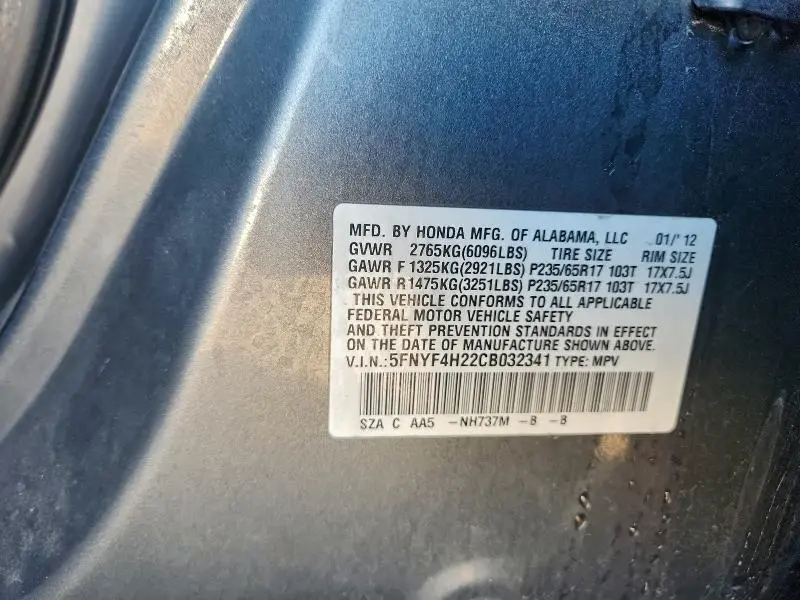 MFD. BY HONDA MFG. OF ALABAMA, LLC 01/'12
GVWR 2765KG(6096LBS) TIRE SIZE RIM SIZE
GAWR F 1325KG(2921LBS) P235/65R17 103T 17X7.5J
GAWR R1475KG(3251LBS) P235/65R17 103T 17X7.5J
THIS VEHICLE CONFORMS TO ALL APPLICABLE
FEDERAL MOTOR VEHICLE SAFETY
AND THEFT PREVENTION STANDARDS IN EFFECT
ON THE DATE OF MANUFACTURE SHOWN ABOVE.
V.I.N.:5FNYF4H22CB032341 TYPE: MPV
SZA C AA5 -NH737M -B -B